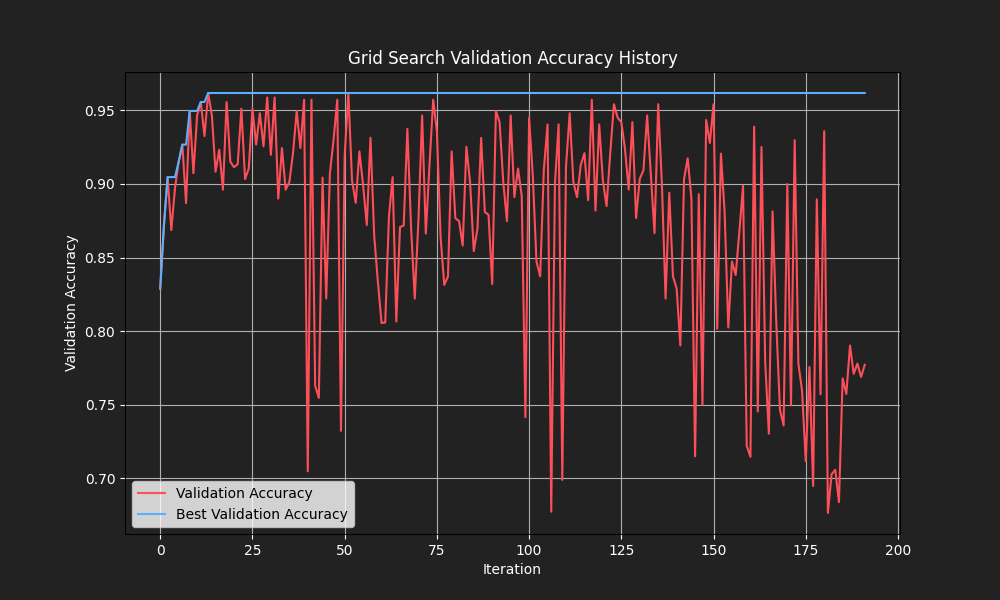 Grid Search Validation Accuracy History
Validation Accuracy
0.95
0.90
0.85
0.80
0.75
0.70
Validation Accuracy
Best Validation Accuracy
0 25 50 75 100 125 150 175 200
Iteration